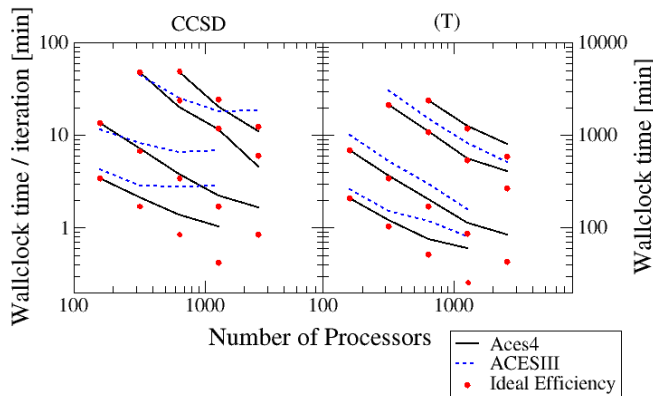 CCSD
(T)
Wallclock time / iteration [min]
100
10
1
10000
1000
100
Wallclock time [min]
100
1000
100
1000
Number of Processors
Aces4
ACESIII
Ideal Efficiency